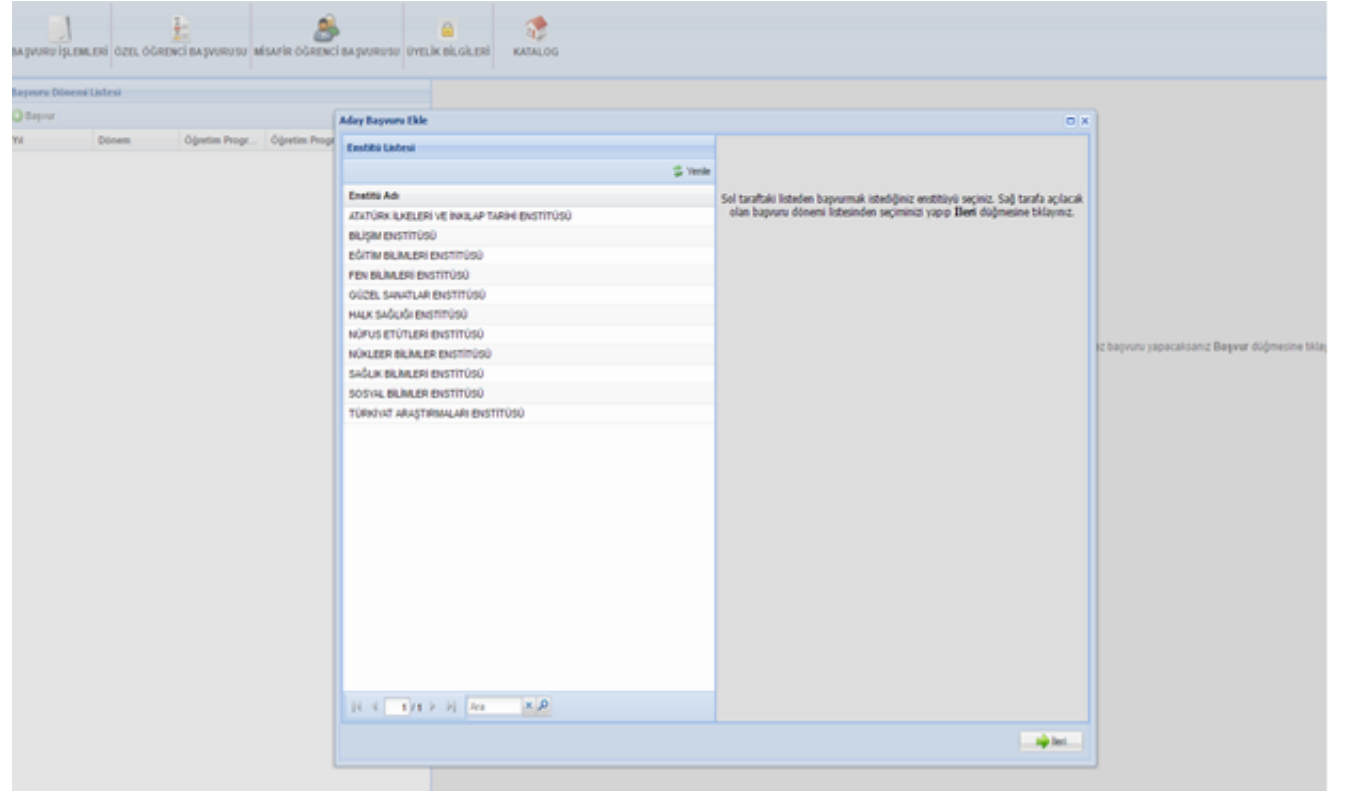 BAŞVURU İŞLEMLERİ ÖZEL ÖĞRENCİ BAŞVURUSU MİSAFİR ÖĞRENCİ BAŞVURUSU ÜYELİK BİLGİLERİ KATALOG
Başvuru Dönemi Listesi
Başvur
Yıl Dönem Öğretim Progr... Öğretim Progr
Aday Başvuru Ekle
Enstitü Listesi
Yenile
Enstitü Adı
ATATÜRK İLKELERİ VE İNKILAP TARİHİ ENSTİTÜSÜ
BİLİŞİM ENSTİTÜSÜ
EĞİTİM BİLİMLERİ ENSTİTÜSÜ
FEN BİLİMLERİ ENSTİTÜSÜ
GÜZEL SANATLAR ENSTİTÜSÜ
HALK SAĞLIĞI ENSTİTÜSÜ
NÜFUS ETÜTLERİ ENSTİTÜSÜ
NÜKLEER BİLİMLER ENSTİTÜSÜ
SAĞLIK BİLİMLERİ ENSTİTÜSÜ
SOSYAL BİLİMLER ENSTİTÜSÜ
TÜRKİYAT ARAŞTIRMALARI ENSTİTÜSÜ
1 / 1 Ara
Sol taraftaki listeden başvurmak istediğiniz enstitüyü seçiniz. Sağ tarafa açılacak
olan başvuru dönemi listesinden seçiminizi yapıp İleri düğmesine tıklayınız.
İleri
başvuru yapacaksanız Başvur düğmesine